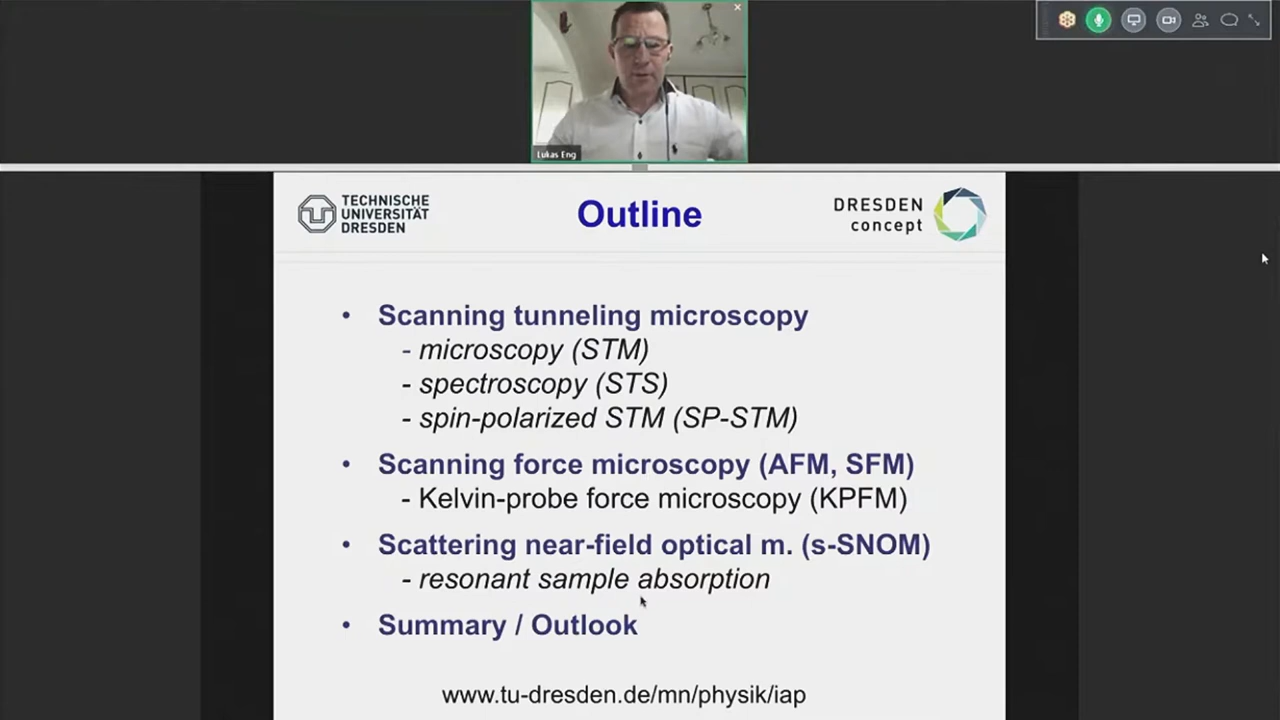 Lukas Eng
TECHNISCHE
UNIVERSITÄT
DRESDEN
Outline
DRESDEN
concept
• Scanning tunneling microscopy
- microscopy (STM)
- spectroscopy (STS)
- spin-polarized STM (SP-STM)
• Scanning force microscopy (AFM, SFM)
- Kelvin-probe force microscopy (KPFM)
• Scattering near-field optical m. (s-SNOM)
- resonant sample absorption
• Summary / Outlook
www.tu-dresden.de/mn/physik/iap